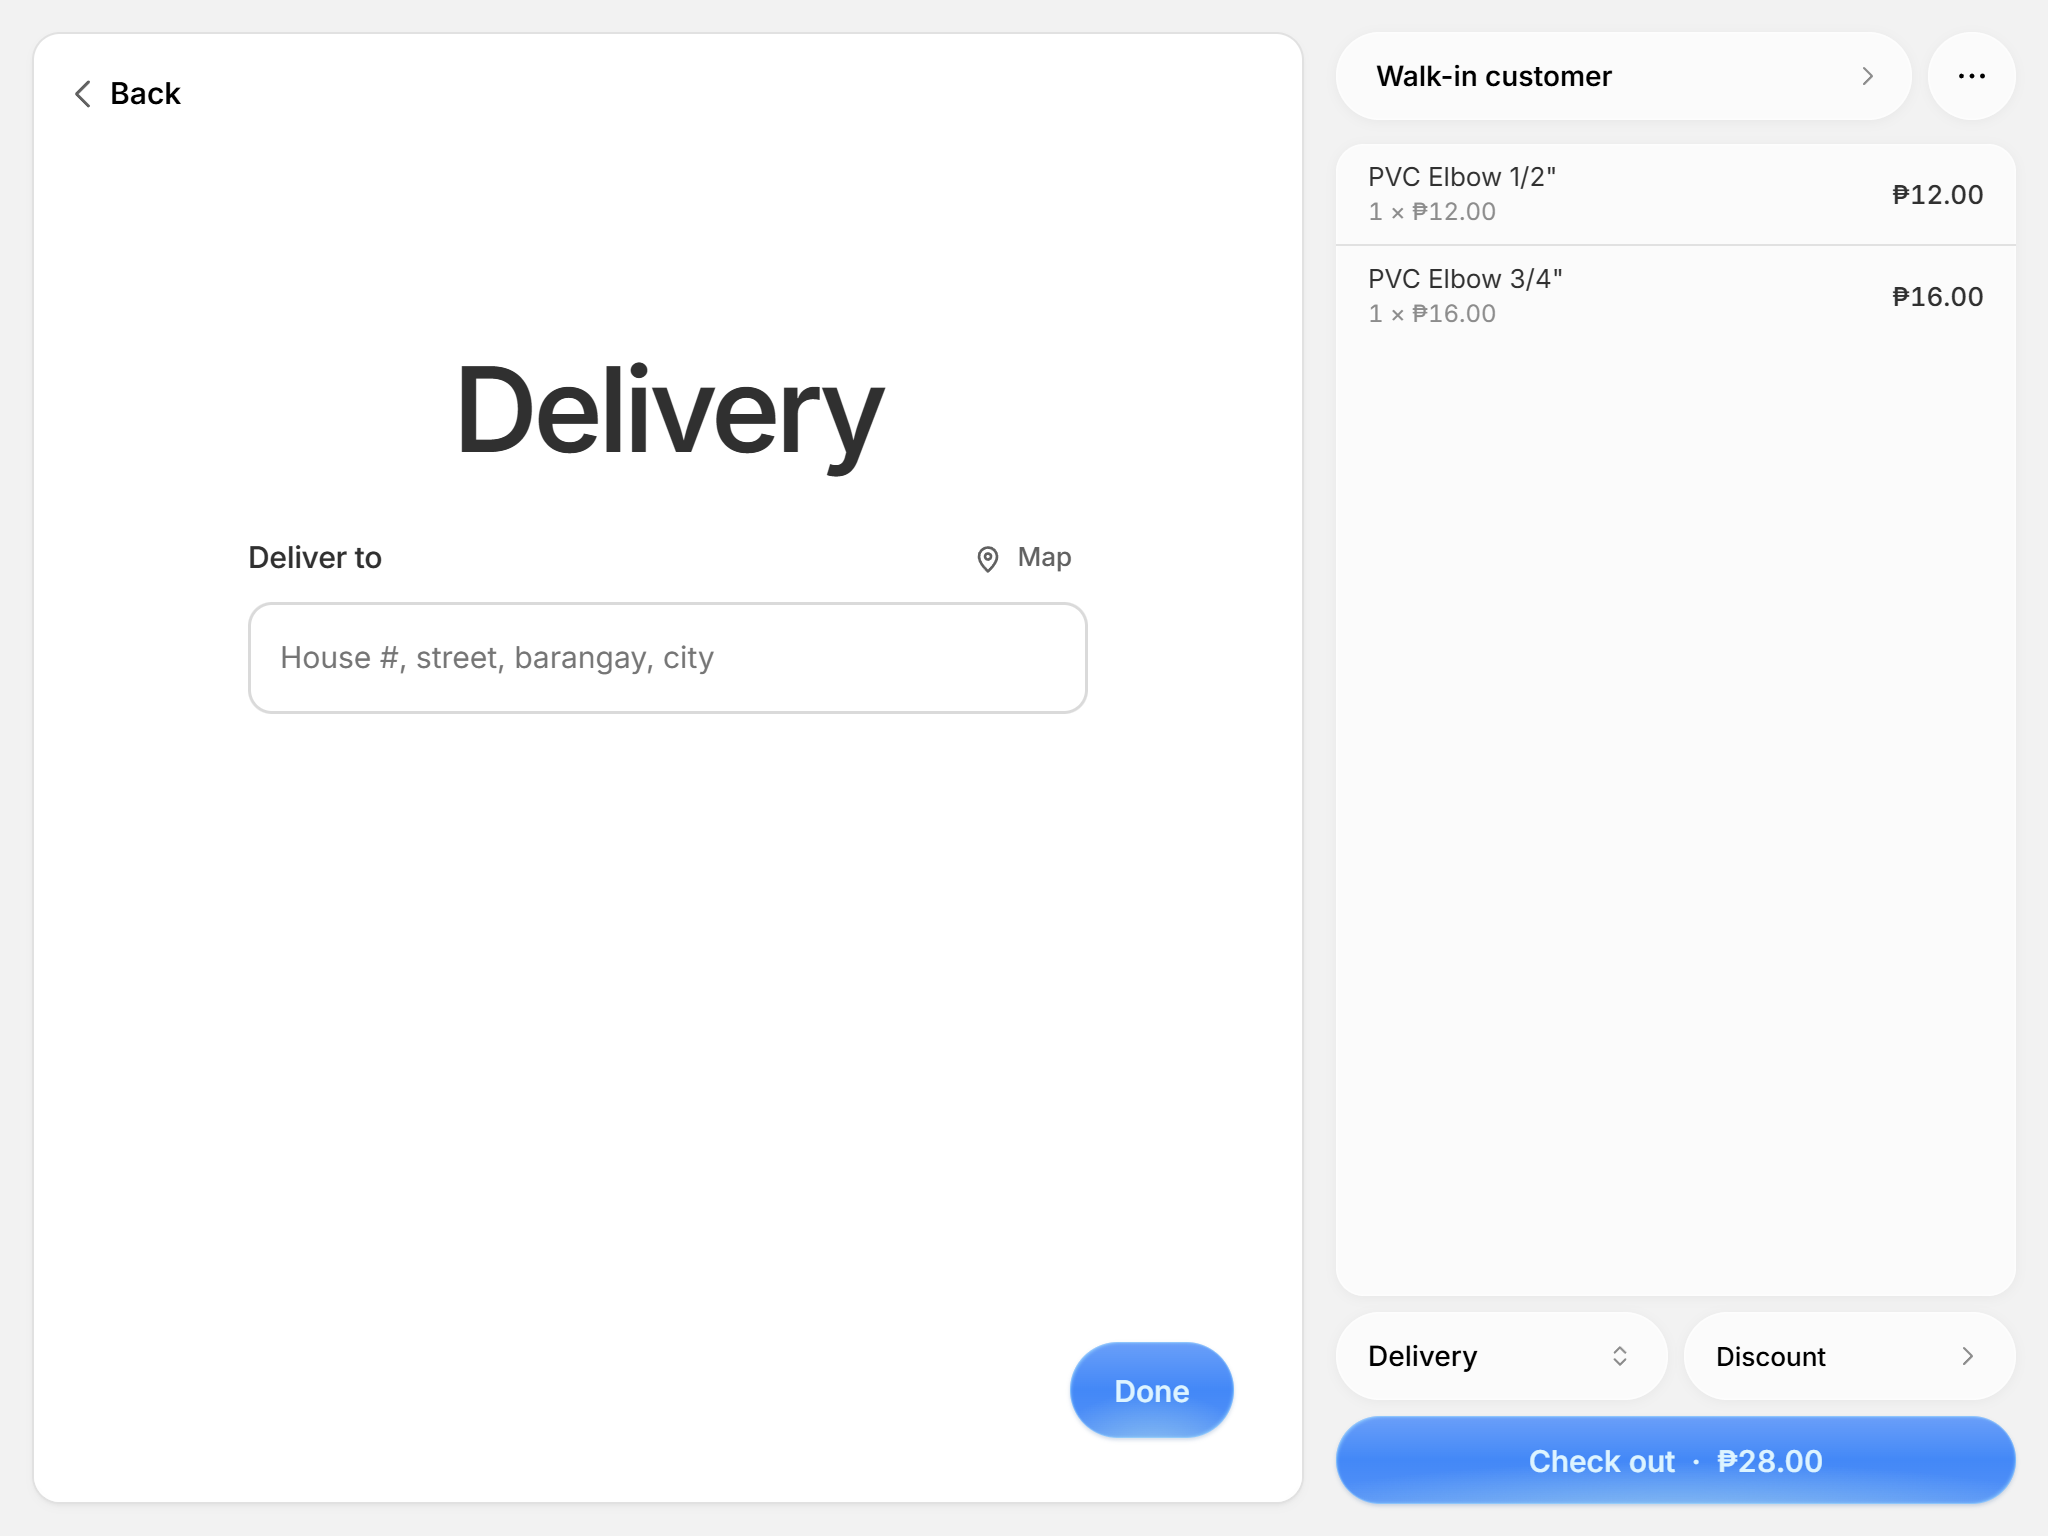 Back
Delivery
Deliver to
Map
House #, street, barangay, city
Done
Walk-in customer
PVC Elbow 1/2"
1 × ₱12.00
₱12.00
PVC Elbow 3/4"
1 × ₱16.00
₱16.00
Delivery
Discount
Check out · ₱28.00